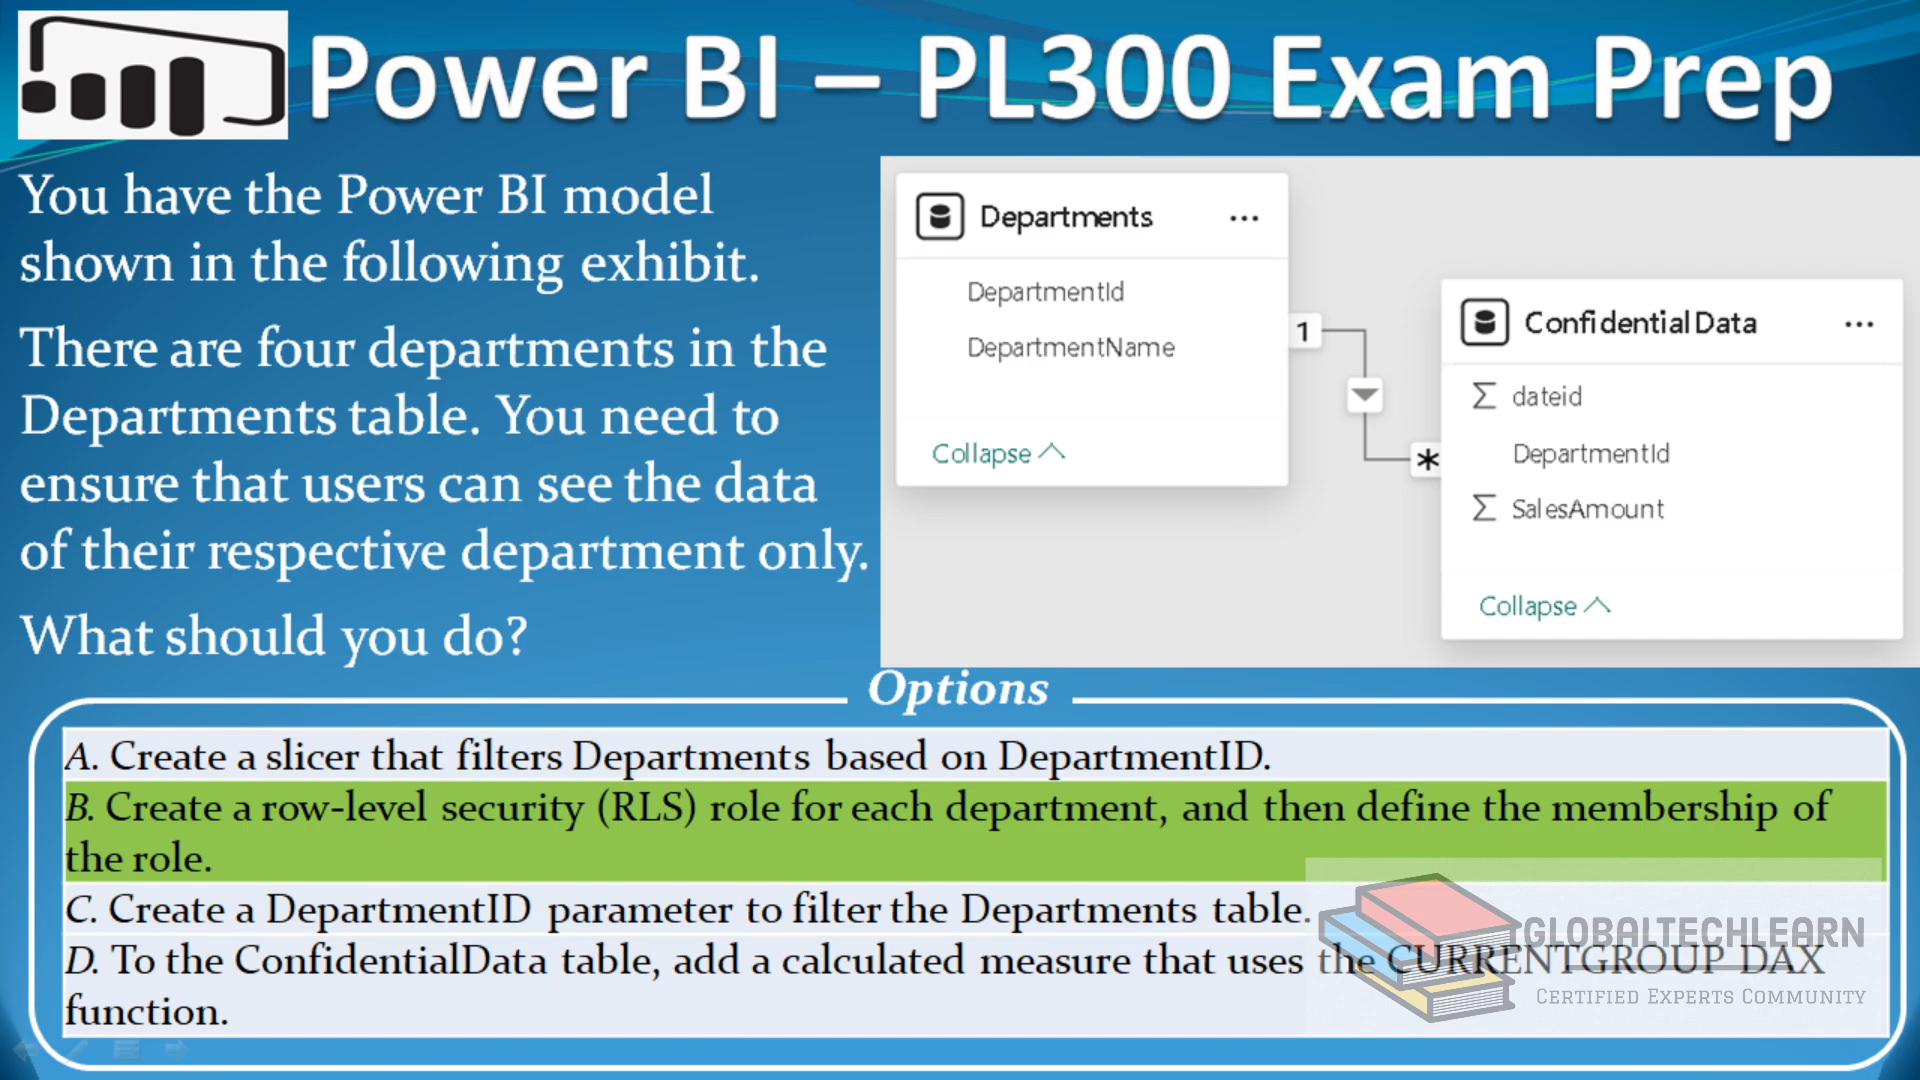 Power BI – PL300 Exam Prep
You have the Power BI model
shown in the following exhibit.
There are four departments in the
Departments table. You need to
ensure that users can see the data
of their respective department only.
What should you do?
Departments ...
DepartmentId
DepartmentName
Collapse
1
*
ConfidentialData ...
Σ dateid
DepartmentId
Σ SalesAmount
Collapse
Options
A. Create a slicer that filters Departments based on DepartmentID.
B. Create a row-level security (RLS) role for each department, and then define the membership of
the role.
C. Create a DepartmentID parameter to filter the Departments table.
D. To the ConfidentialData table, add a calculated measure that uses the CURRENTGROUP DAX
function.
GLOBALTECHLEARN
CERTIFIED EXPERTS COMMUNITY